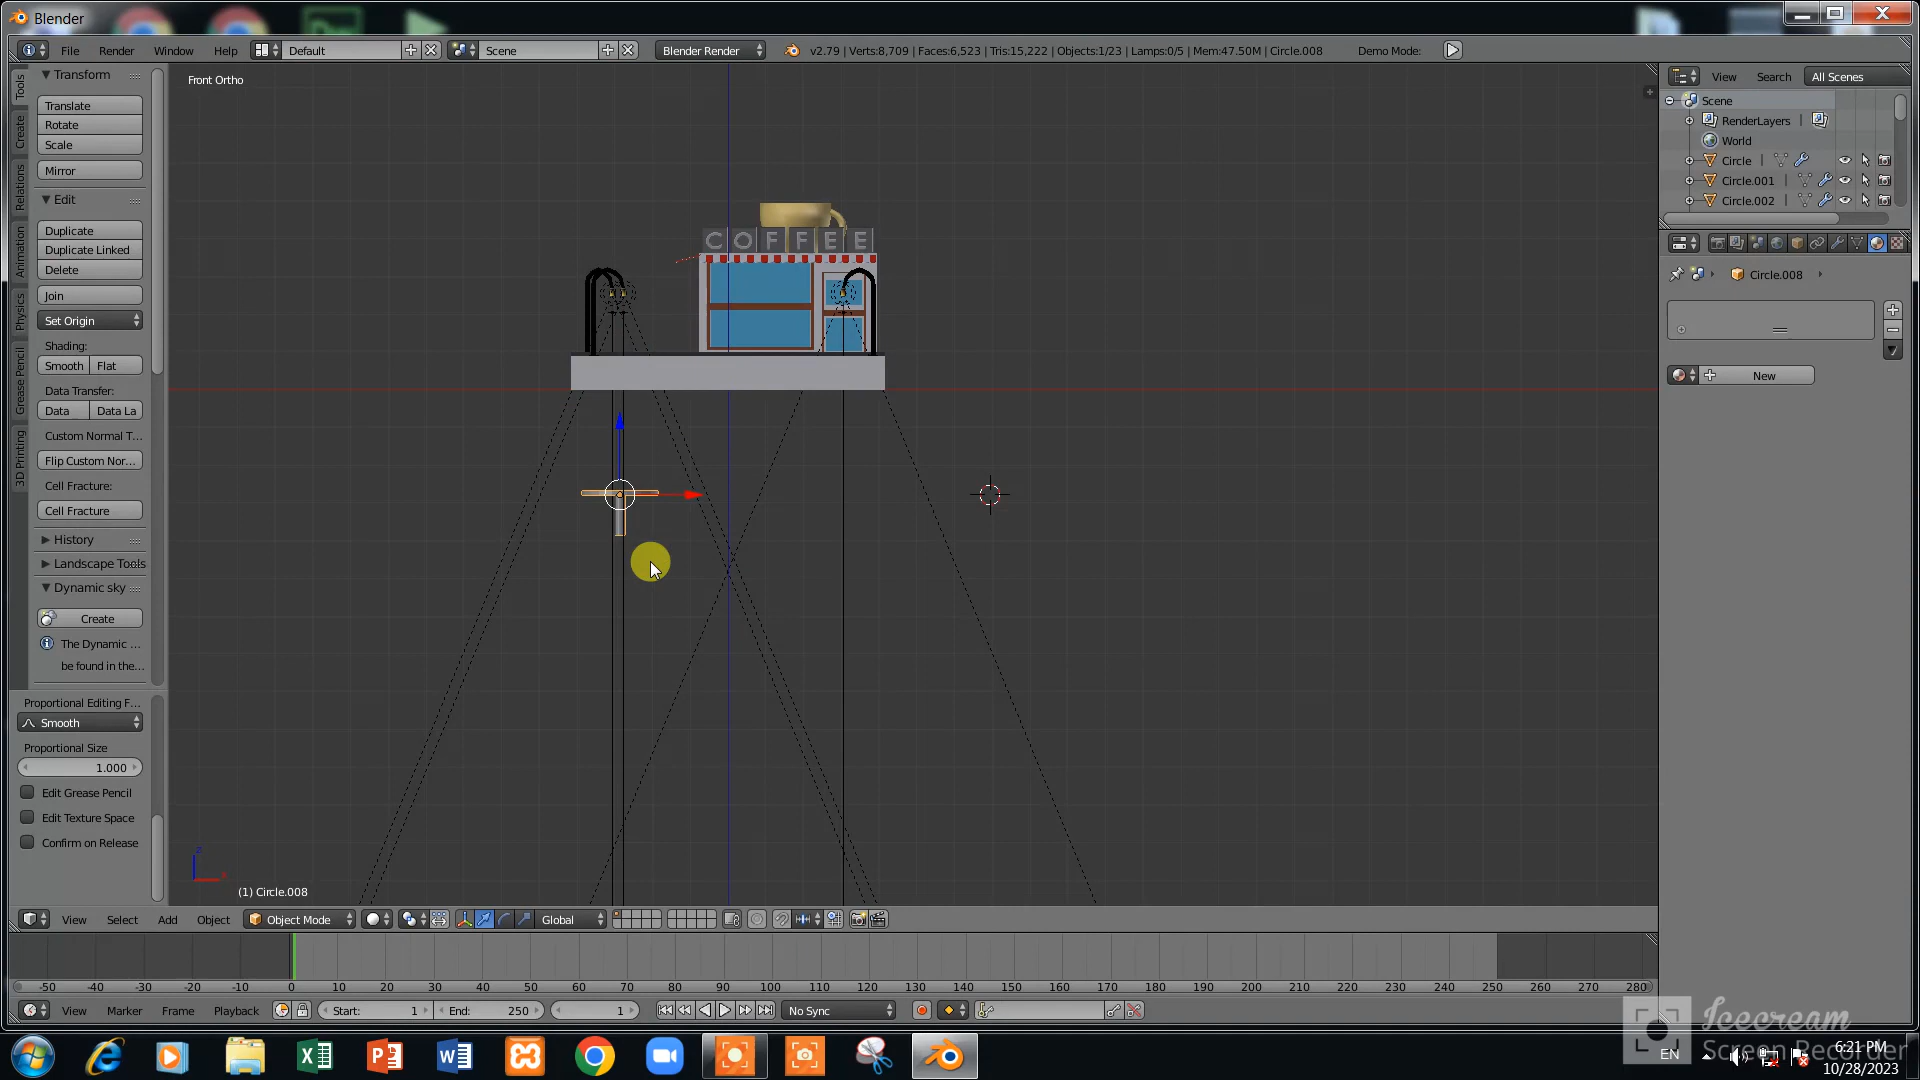 Blender
File Render Window Help Default Scene Blender Render v2.79 | Verts:8,709 | Faces:6,523 | Tris:15,222 | Objects:1/23 | Lamps:0/5 | Mem:47.50M | Circle.008 Demo Mode:
Tools
Create
Relations
Animation
Physics
Grease Pencil
3D Printing
Transform
Translate
Rotate
Scale
Mirror
Edit
Duplicate
Duplicate Linked
Delete
Join
Set Origin
Shading:
Smooth Flat
Data Transfer:
Data Data La
Custom Normal T...
Flip Custom Nor...
Cell Fracture:
Cell Fracture
History
Landscape Tools
Dynamic sky
Create
The Dynamic ...
be found in the...
Proportional Editing F...
Smooth
Proportional Size
1.000
Edit Grease Pencil
Edit Texture Space
Confirm on Release
Front Ortho
COFFEE
z
(1) Circle.008
View Search All Scenes
Scene
RenderLayers |
World
Circle |
Circle.001
Circle.002
Circle.008
New
View Select Add Object Object Mode Global
-50 -40 -30 -20 -10 0 10 20 30 40 50 60 70 80 90 100 110 120 130 140 150 160 170 180 190 200 210 220 230 240 250 260 270 280
View Marker Frame Playback Start: 1 End: 250 1 No Sync
Icecream
Screen Recorder
EN 6:21 PM
10/28/2023